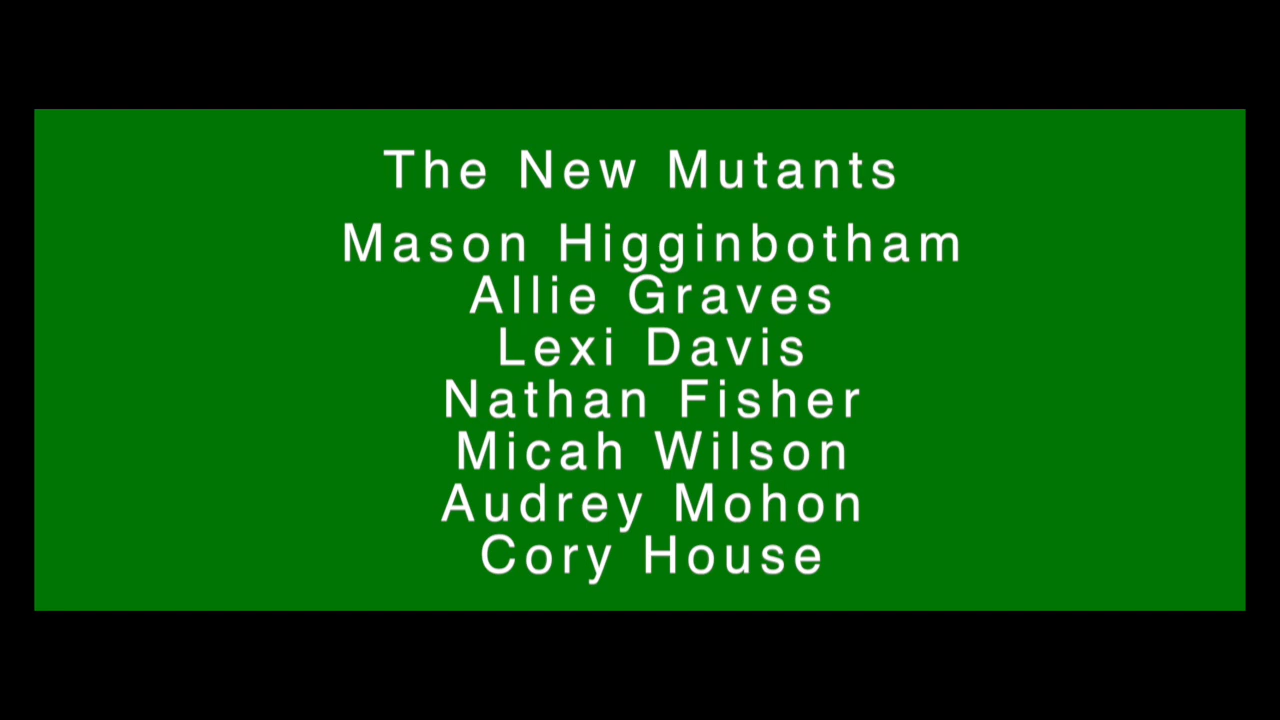 The New Mutants
Mason Higginbotham
Allie Graves
Lexi Davis
Nathan Fisher
Micah Wilson
Audrey Mohon
Cory House